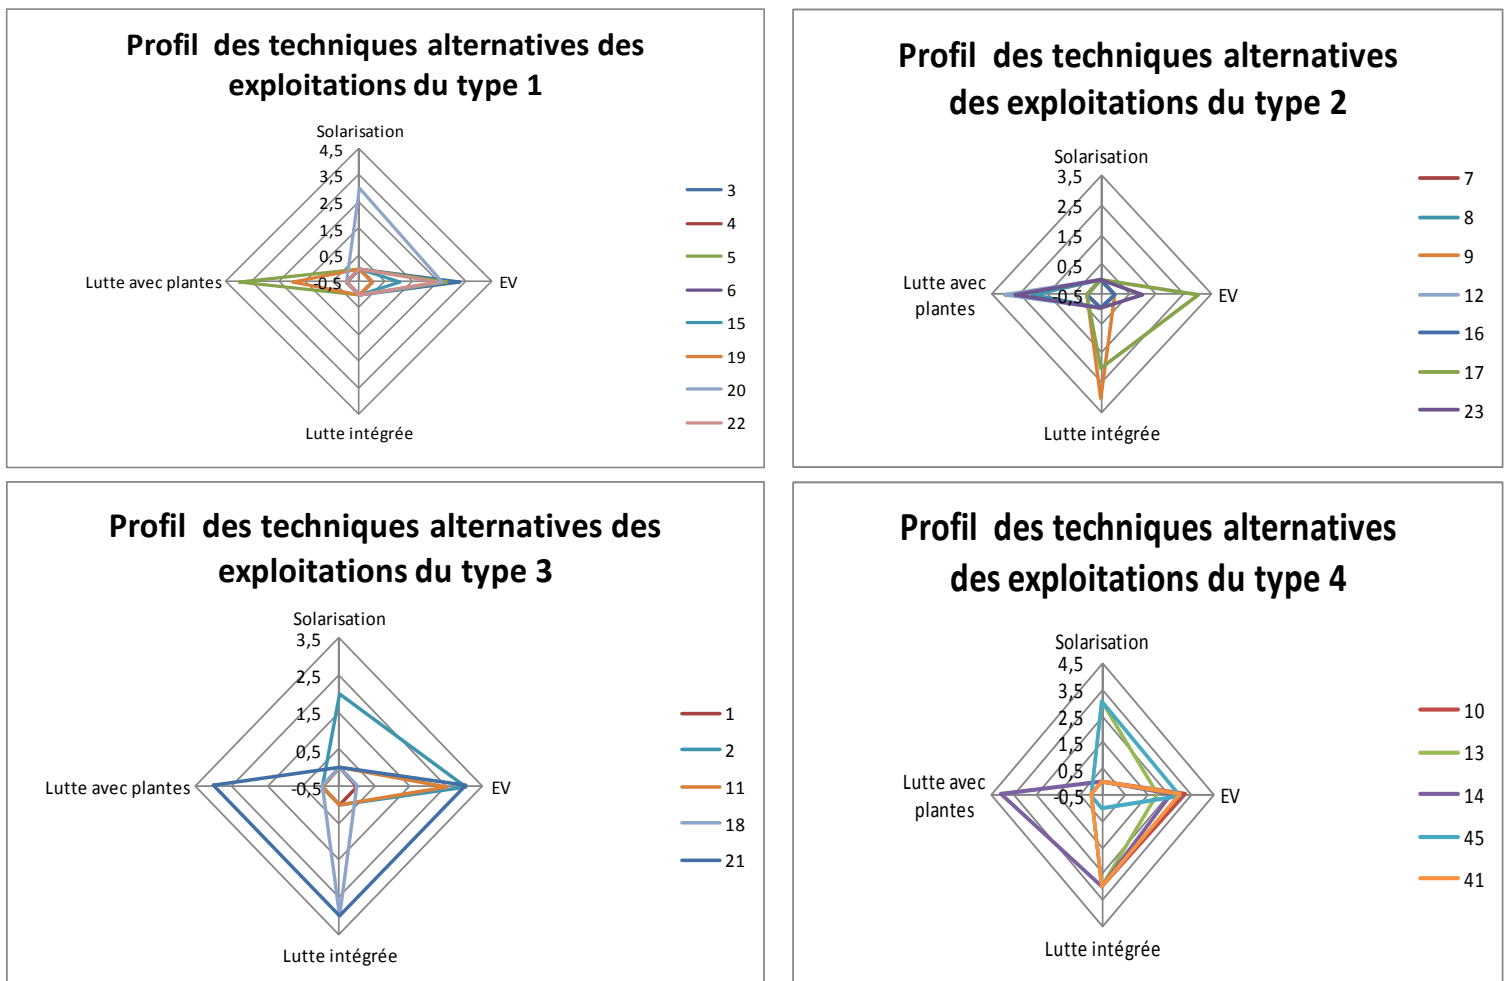 Profil des techniques alternatives des
exploitations du type 1
Solarisation
4,5
3,5
2,5
1,5
0,5
-0,5
Lutte avec plantes
EV
Lutte intégrée
3
4
5
6
15
19
20
22
Profil des techniques alternatives
des exploitations du type 2
Solarisation
3,5
2,5
1,5
0,5
-0,5
Lutte avec
plantes
EV
Lutte intégrée
7
8
9
12
16
17
23
Profil des techniques alternatives des
exploitations du type 3
Solarisation
3,5
2,5
1,5
0,5
-0,5
Lutte avec plantes
EV
Lutte intégrée
1
2
11
18
21
Profil des techniques alternatives
des exploitations du type 4
Solarisation
4,5
3,5
2,5
1,5
0,5
-0,5
Lutte avec
plantes
EV
Lutte intégrée
10
13
14
45
41